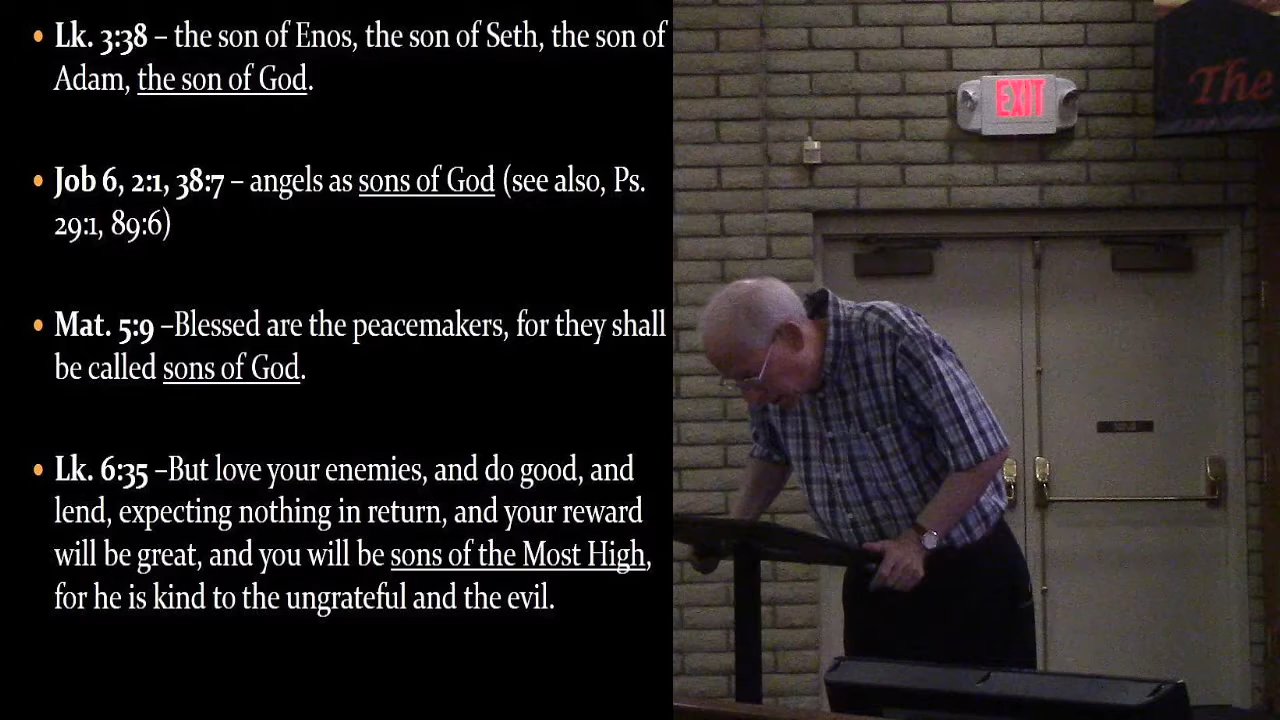 • Lk. 3:38 – the son of Enos, the son of Seth, the son of
Adam, the son of God.
• Job 6, 2:1, 38:7 – angels as sons of God (see also, Ps.
29:1, 89:6)
• Mat. 5:9 –Blessed are the peacemakers, for they shall
be called sons of God.
• Lk. 6:35 –But love your enemies, and do good, and
lend, expecting nothing in return, and your reward
will be great, and you will be sons of the Most High,
for he is kind to the ungrateful and the evil.
EXIT
The